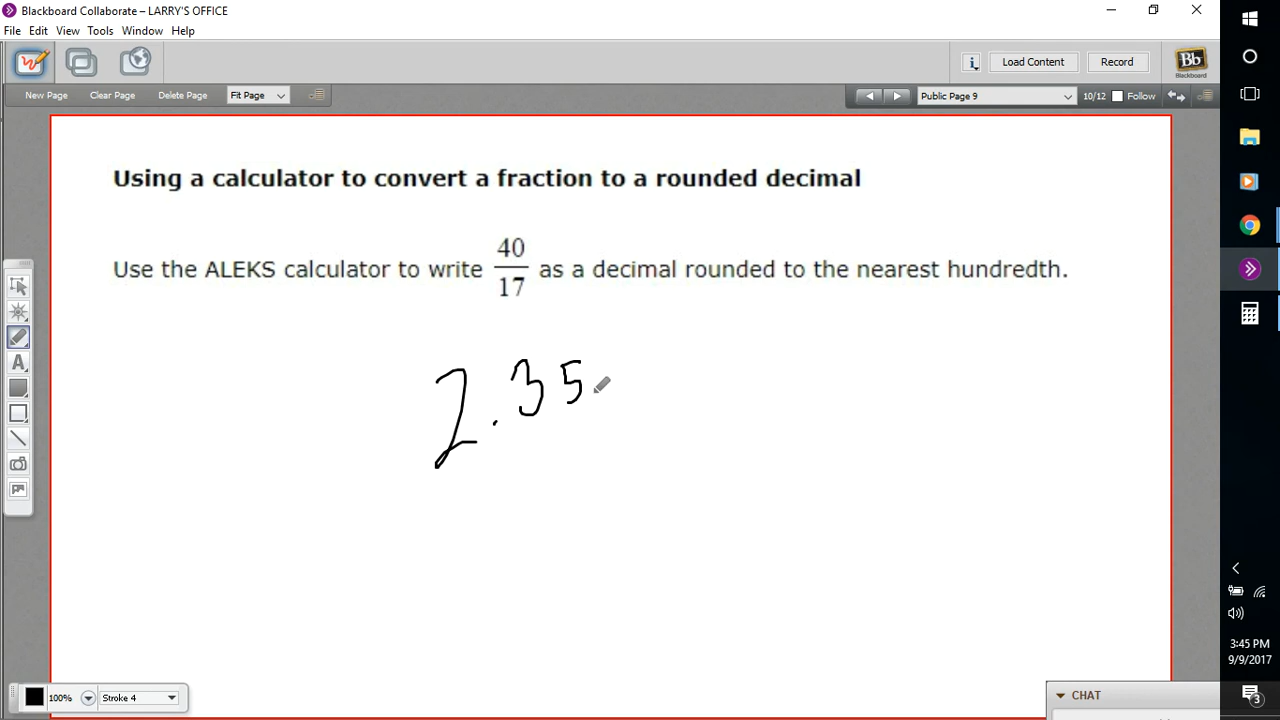 Blackboard Collaborate – LARRY'S OFFICE
File Edit View Tools Window Help
Load Content Record Bb Blackboard
New Page Clear Page Delete Page Fit Page Public Page 9 10/12 Follow
Using a calculator to convert a fraction to a rounded decimal
Use the ALEKS calculator to write 40/17 as a decimal rounded to the nearest hundredth.
2.35
A
100% Stroke 4
CHAT
3:45 PM
9/9/2017
3